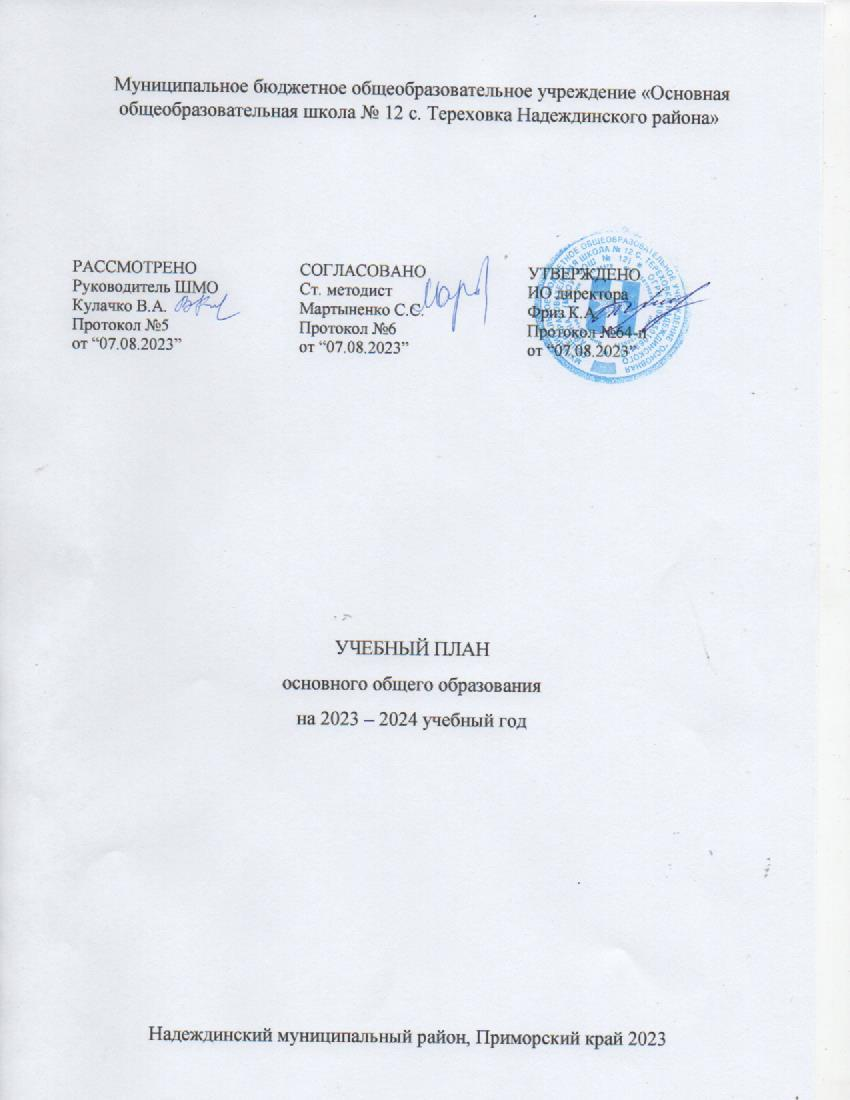 Муниципальное бюджетное общеобразовательное учреждение «Основная
общеобразовательная школа № 12 с. Тереховка Надеждинского района»
РАССМОТРЕНО
Руководитель ШМО
Кулачко В.А.
Протокол №5
от “07.08.2023”
СОГЛАСОВАНО
Ст. методист
Мартыненко С.С.
Протокол №6
от “07.08.2023”
УТВЕРЖДЕНО
ИО директора
Фриз К.А.
Протокол №64-п
от “07.08.2023”
УЧЕБНЫЙ ПЛАН
основного общего образования
на 2023 – 2024 учебный год
Надеждинский муниципальный район, Приморский край 2023